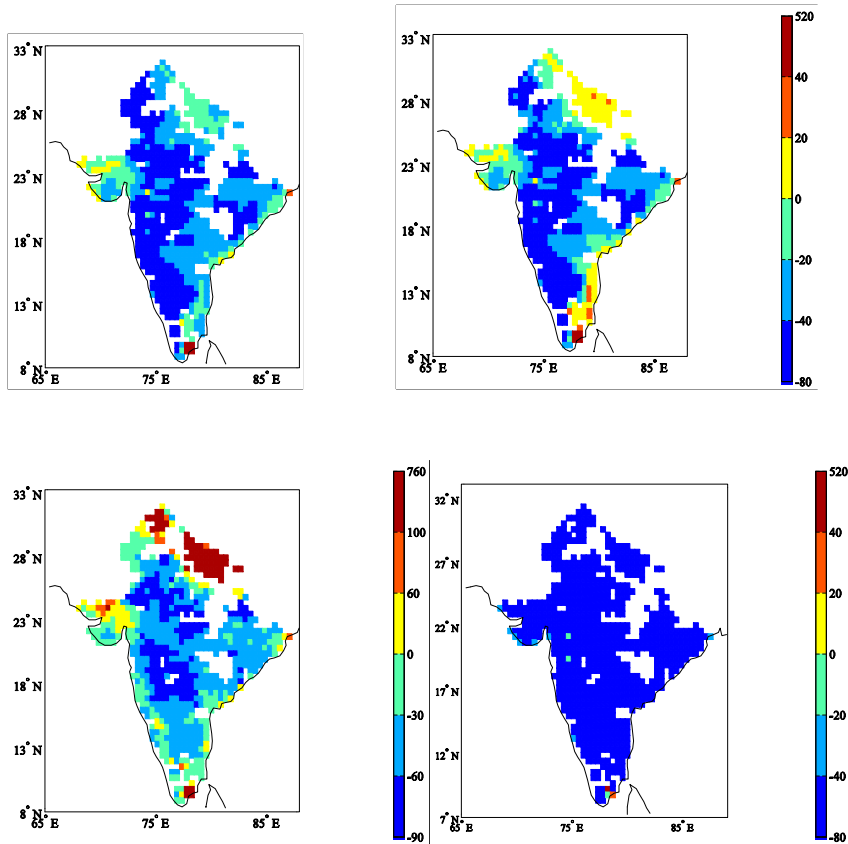 33° N
28° N
23° N
18° N
13° N
8° N
65° E
75° E
85° E
33° N
28° N
23° N
18° N
13° N
8° N
65° E
75° E
85° E
520
40
20
0
-20
-40
-80
33° N
28° N
23° N
18° N
13° N
8° N
65° E
75° E
85° E
760
100
60
0
-30
-60
-90
32° N
27° N
22° N
17° N
12° N
7° N
65° E
75° E
85° E
520
40
20
0
-20
-40
-80